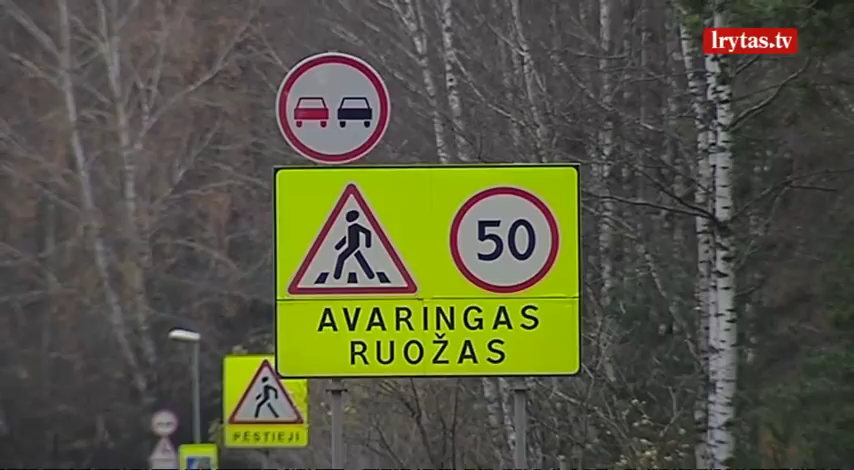 lrytas.tv
50
AVARINGAS
RUOŽAS
PĖSTIEJI